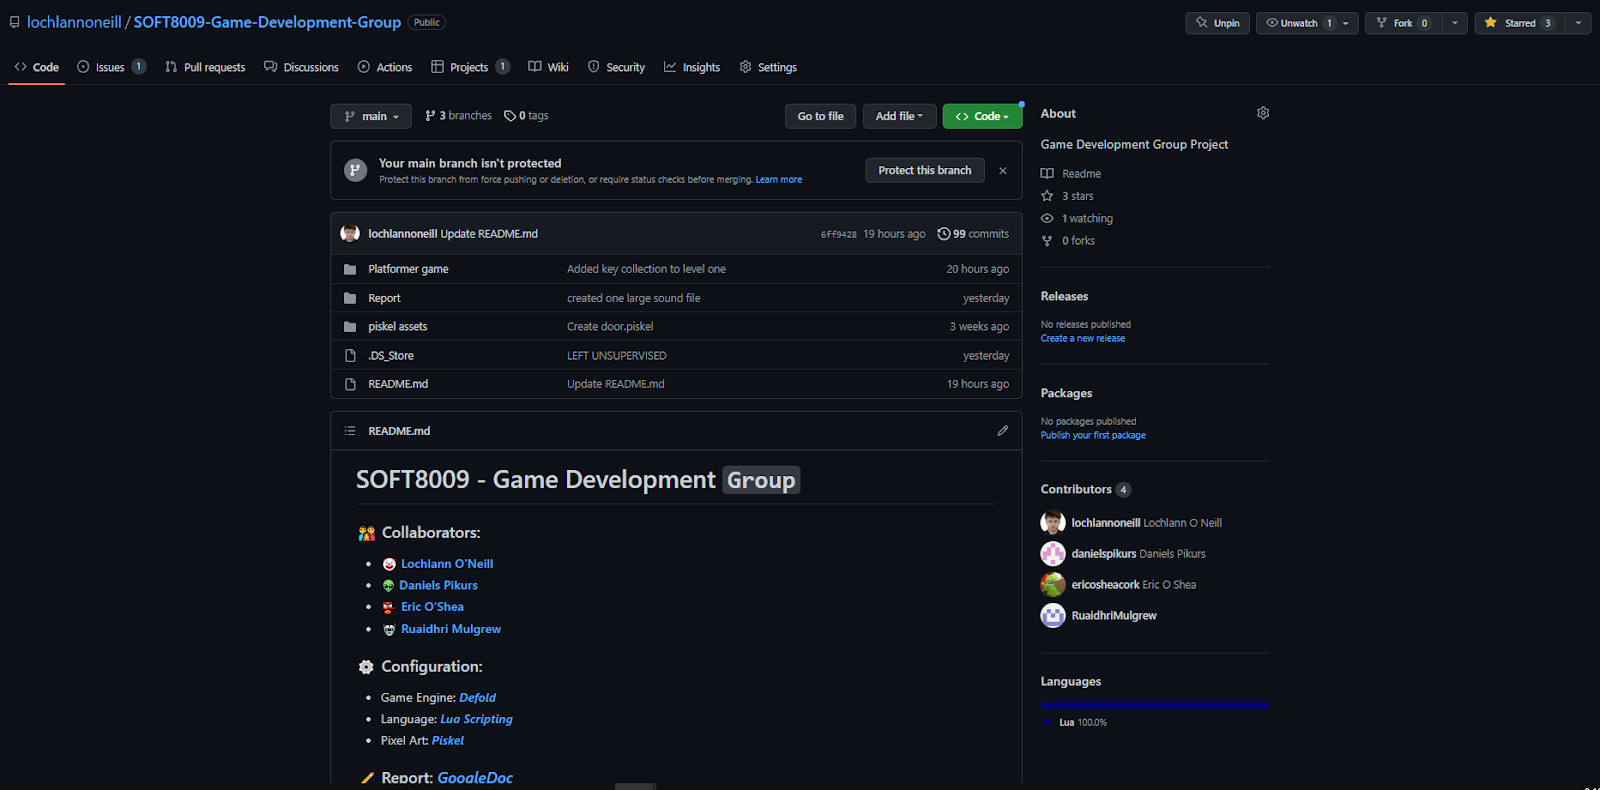 lochlannoneill / SOFT8009-Game-Development-Group Public
Unpin Unwatch 1 Fork 0 Starred 3
Code Issues 1 Pull requests Discussions Actions Projects 1 Wiki Security Insights Settings
main 3 branches 0 tags Go to file Add file Code
Your main branch isn't protected
Protect this branch from force pushing or deletion, or require status checks before merging. Learn more
Protect this branch
lochlannoneill Update README.md 6ff9428 19 hours ago 99 commits
Platformer game Added key collection to level one 20 hours ago
Report created one large sound file yesterday
piskel assets Create door.piskel 3 weeks ago
.DS_Store LEFT UNSUPERVISED yesterday
README.md Update README.md 19 hours ago
README.md
SOFT8009 - Game Development Group
Collaborators:
Lochlann O'Neill
Daniels Pikurs
Eric O'Shea
Ruaidhri Mulgrew
Configuration:
Game Engine: Defold
Language: Lua Scripting
Pixel Art: Piskel
Report: GoogleDoc
About
Game Development Group Project
Readme
3 stars
1 watching
0 forks
Releases
No releases published
Create a new release
Packages
No packages published
Publish your first package
Contributors 4
lochlannoneill Lochlann O Neill
danielspikurs Daniels Pikurs
ericosheacork Eric O Shea
RuaidhriMulgrew
Languages
Lua 100.0%